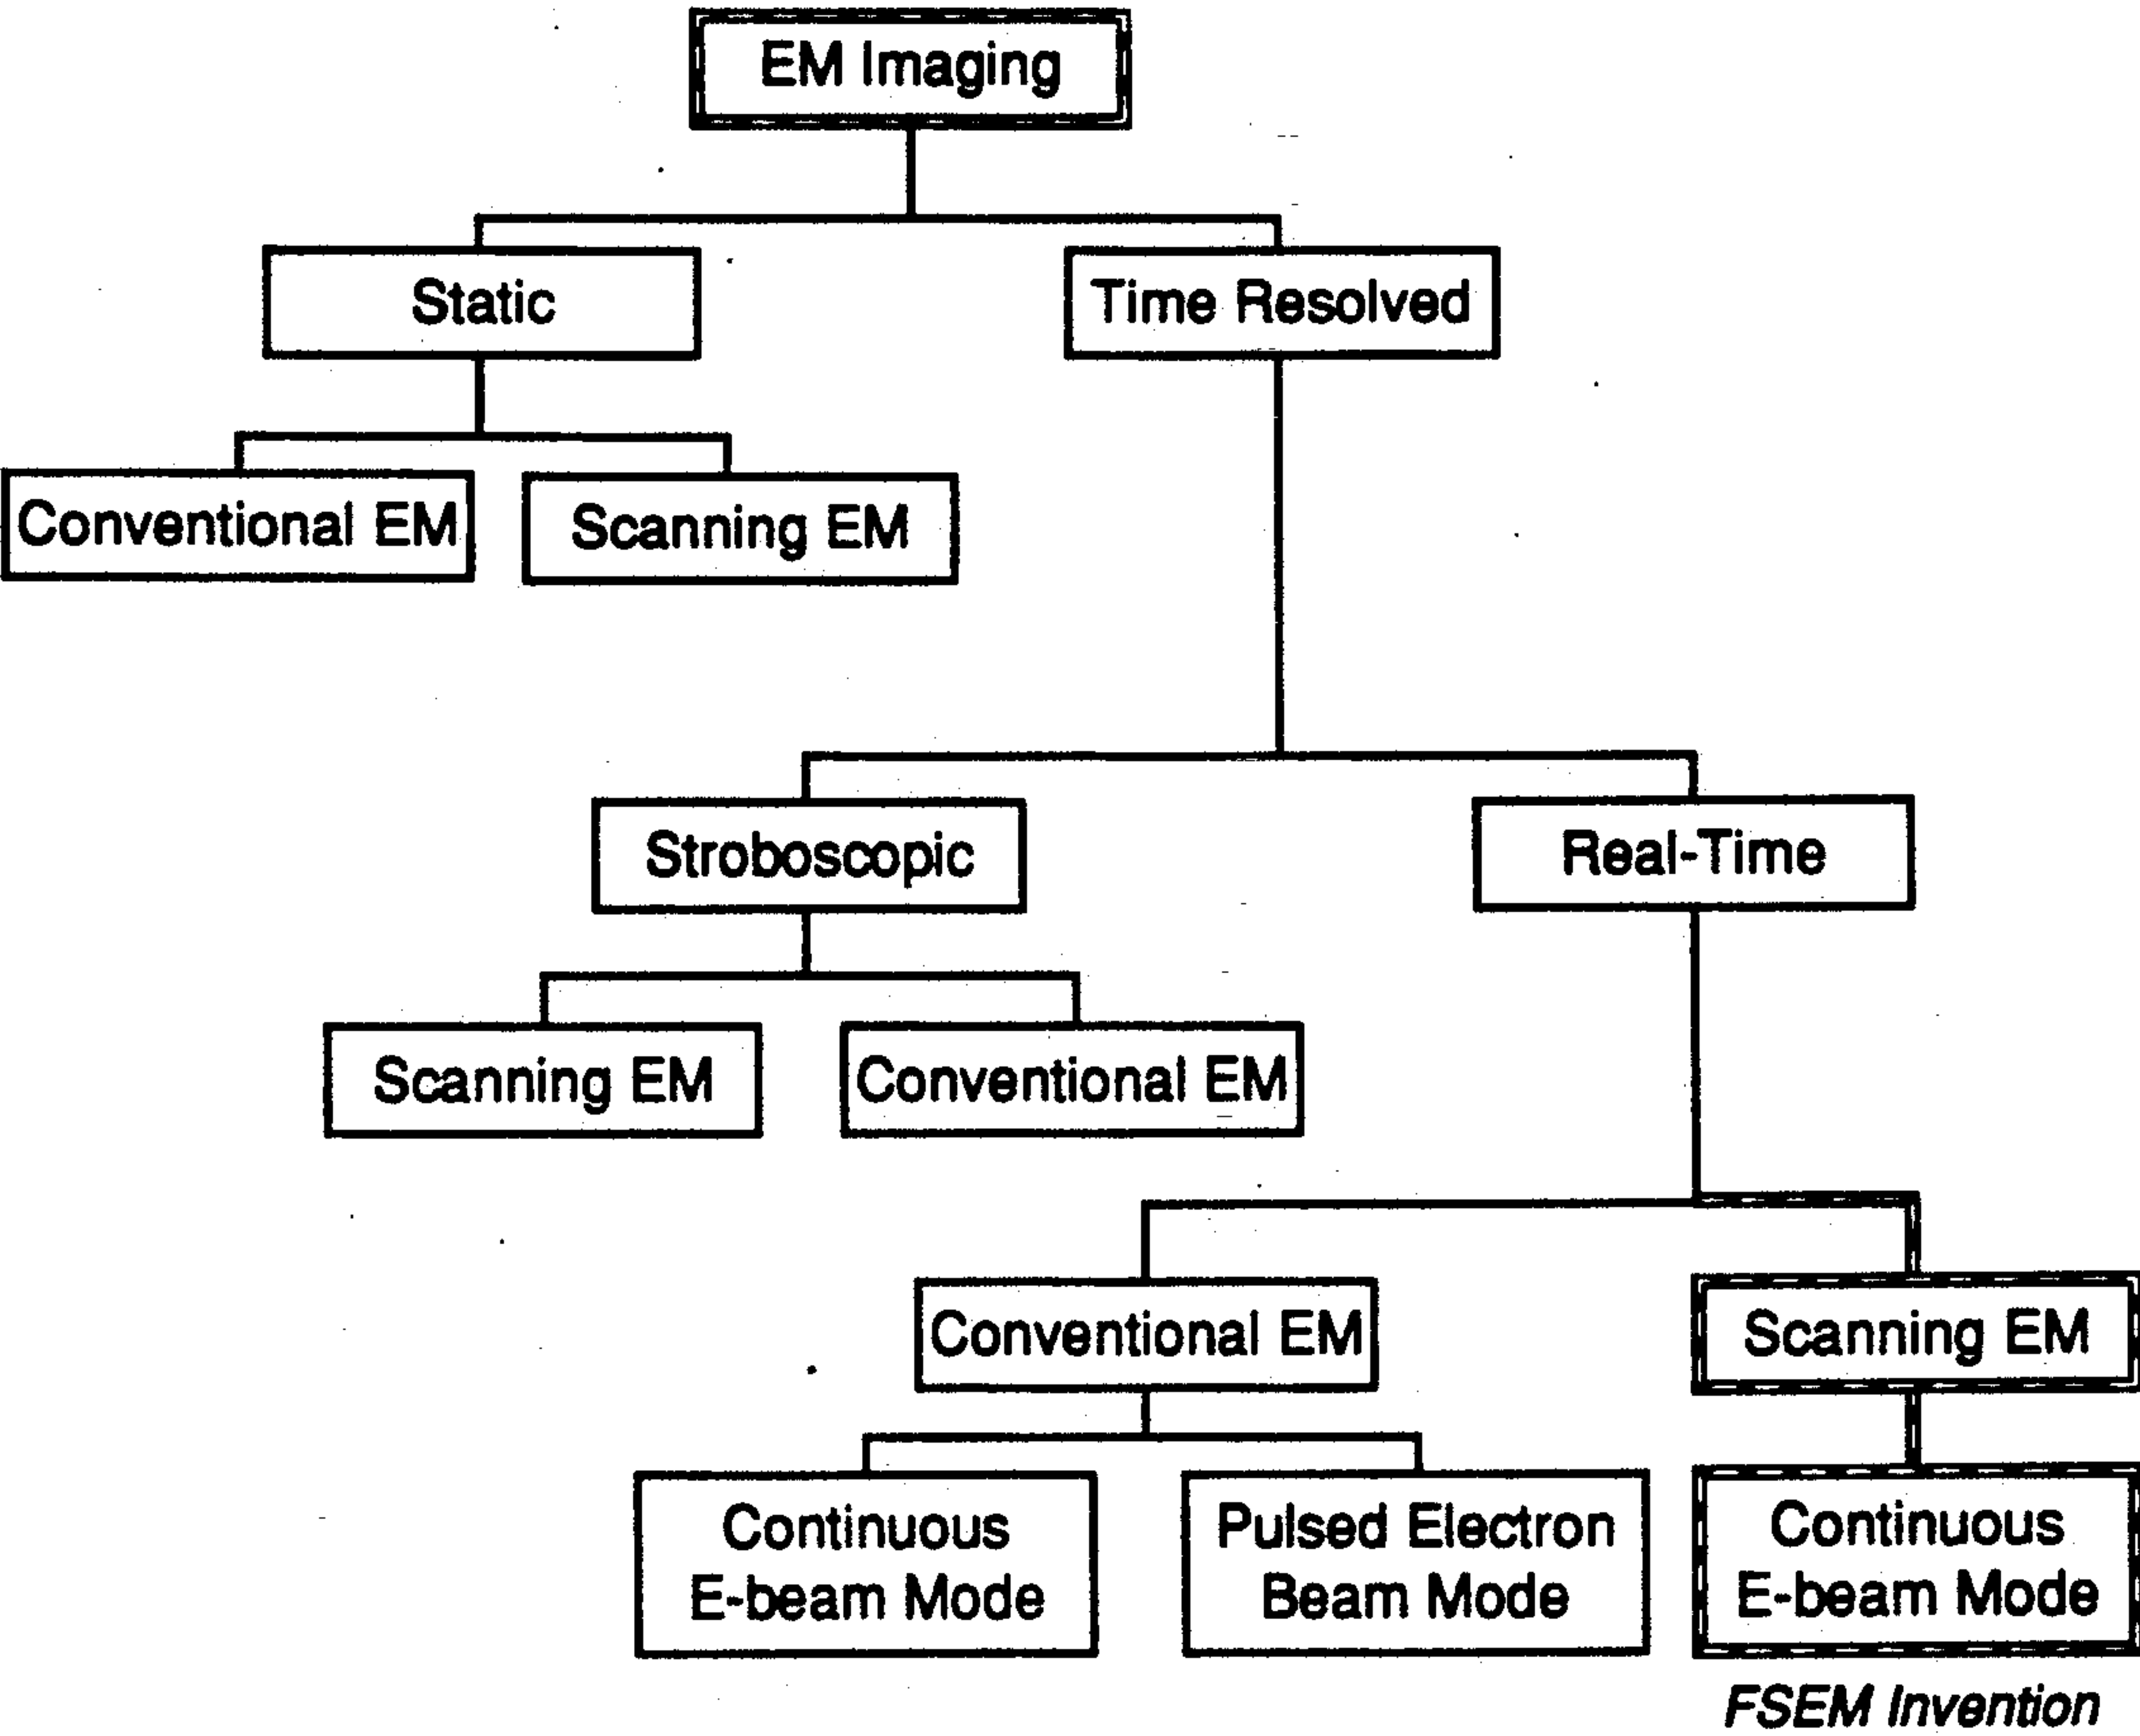 EM Imaging
Static
Time Resolved
Conventional EM
Scanning EM
Stroboscopic
Real-Time
Scanning EM
Conventional EM
Conventional EM
Scanning EM
Continuous
E-beam Mode
Pulsed Electron
Beam Mode
Continuous
E-beam Mode
FSEM Invention